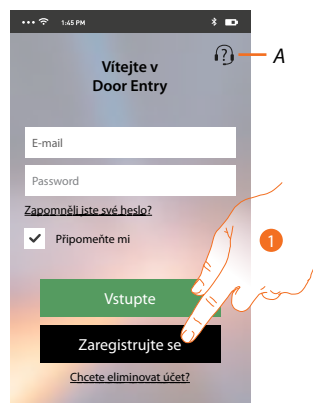 1:45 PM
A
Vítejte v
Door Entry
E-mail
Password
Zapomněli jste své heslo?
Připomeňte mi
1
Vstupte
Zaregistrujte se
Chcete eliminovat účet?